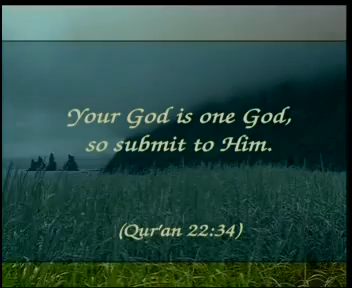 Your God is one God,
so submit to Him.
(Qur'an 22:34)